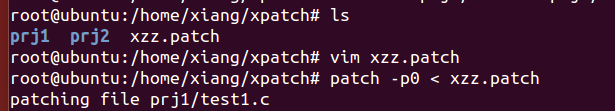 root@ubuntu:/home/xiang/xpatch# ls
prj1  prj2  xzz.patch
root@ubuntu:/home/xiang/xpatch# vim xzz.patch
root@ubuntu:/home/xiang/xpatch# patch -p0 < xzz.patch
patching file prj1/test1.c